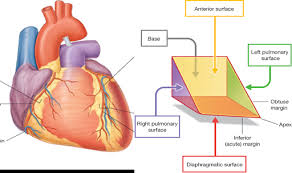 Anterior surface
Base
Left pulmonary
surface
Right pulmonary
surface
Obtuse
margin
Apex
Inferior
(acute) margin
Diaphragmatic surface